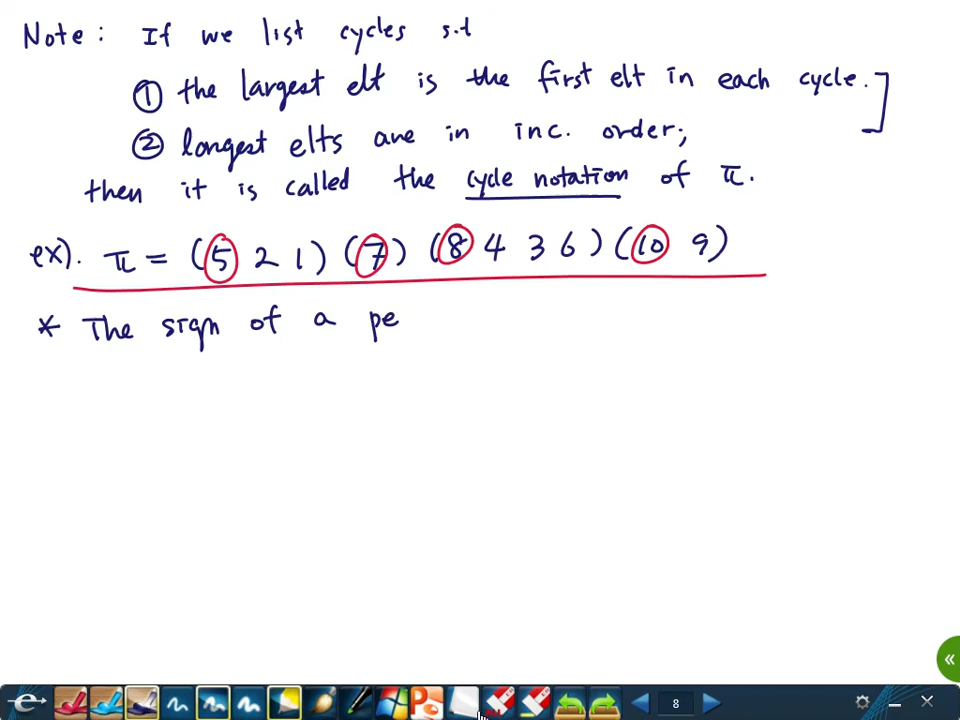 Note: If we list cycles s.t
① the largest elt is the first elt in each cycle.
② longest elts are in inc. order;
then it is called the cycle notation of π.
ex). π = (5 2 1) (7) (8 4 3 6) (10 9)
* The sign of a pe
8